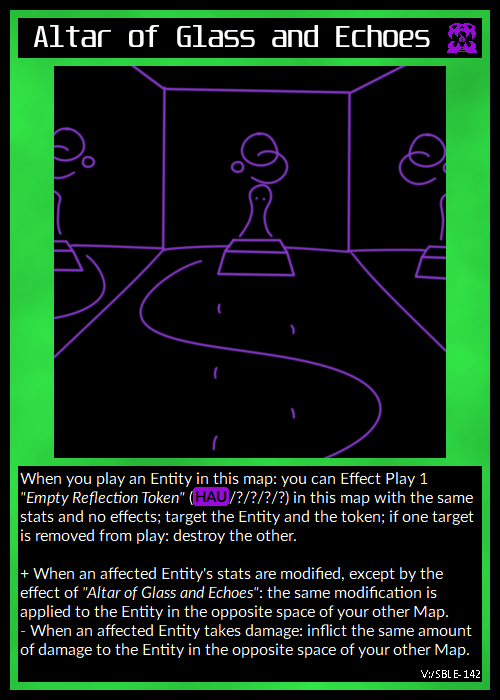 Altar of Glass and Echoes
When you play an Entity in this map: you can Effect Play 1
"Empty Reflection Token" (HAU/?/?/?/?) in this map with the same
stats and no effects; target the Entity and the token; if one target
is removed from play: destroy the other.
+ When an affected Entity's stats are modified, except by the
effect of "Altar of Glass and Echoes": the same modification is
applied to the Entity in the opposite space of your other Map.
- When an affected Entity takes damage: inflict the same amount
of damage to the Entity in the opposite space of your other Map.
V:/SBLE-142